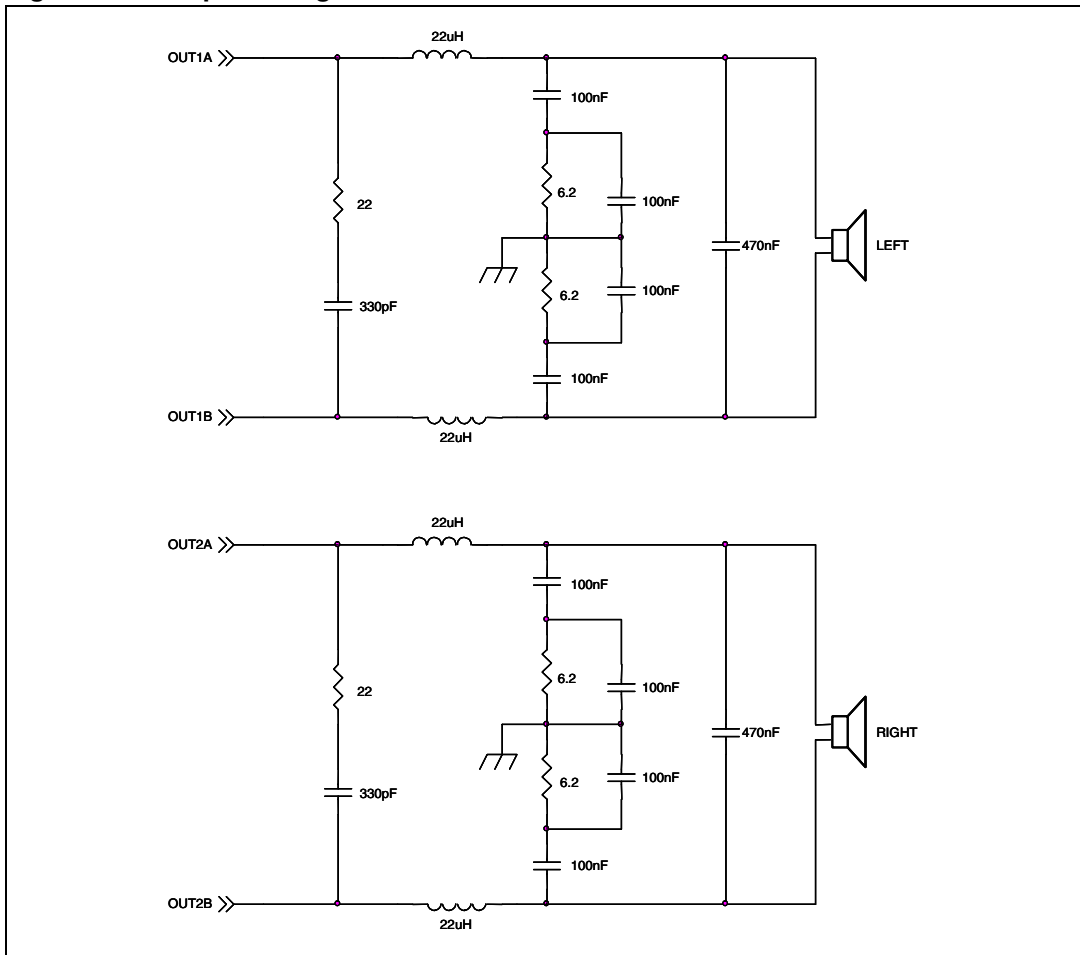 OUT1A
22uH
100nF
6.2
100nF
22
470nF
LEFT
6.2
100nF
330pF
100nF
OUT1B
22uH
22uH
OUT2A
100nF
6.2
100nF
22
470nF
RIGHT
6.2
100nF
330pF
100nF
OUT2B
22uH